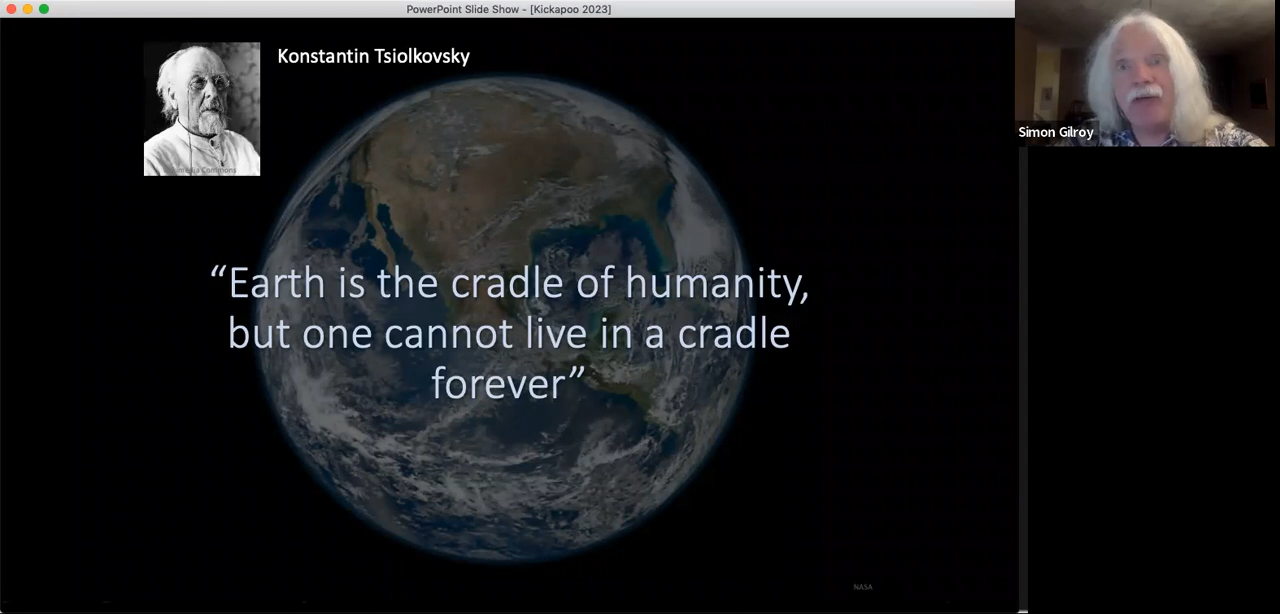 PowerPoint Slide Show - [Kickapoo 2023]
Konstantin Tsiolkovsky
Simon Gilroy
Commons
“Earth is the cradle of humanity,
but one cannot live in a cradle
forever”
NASA